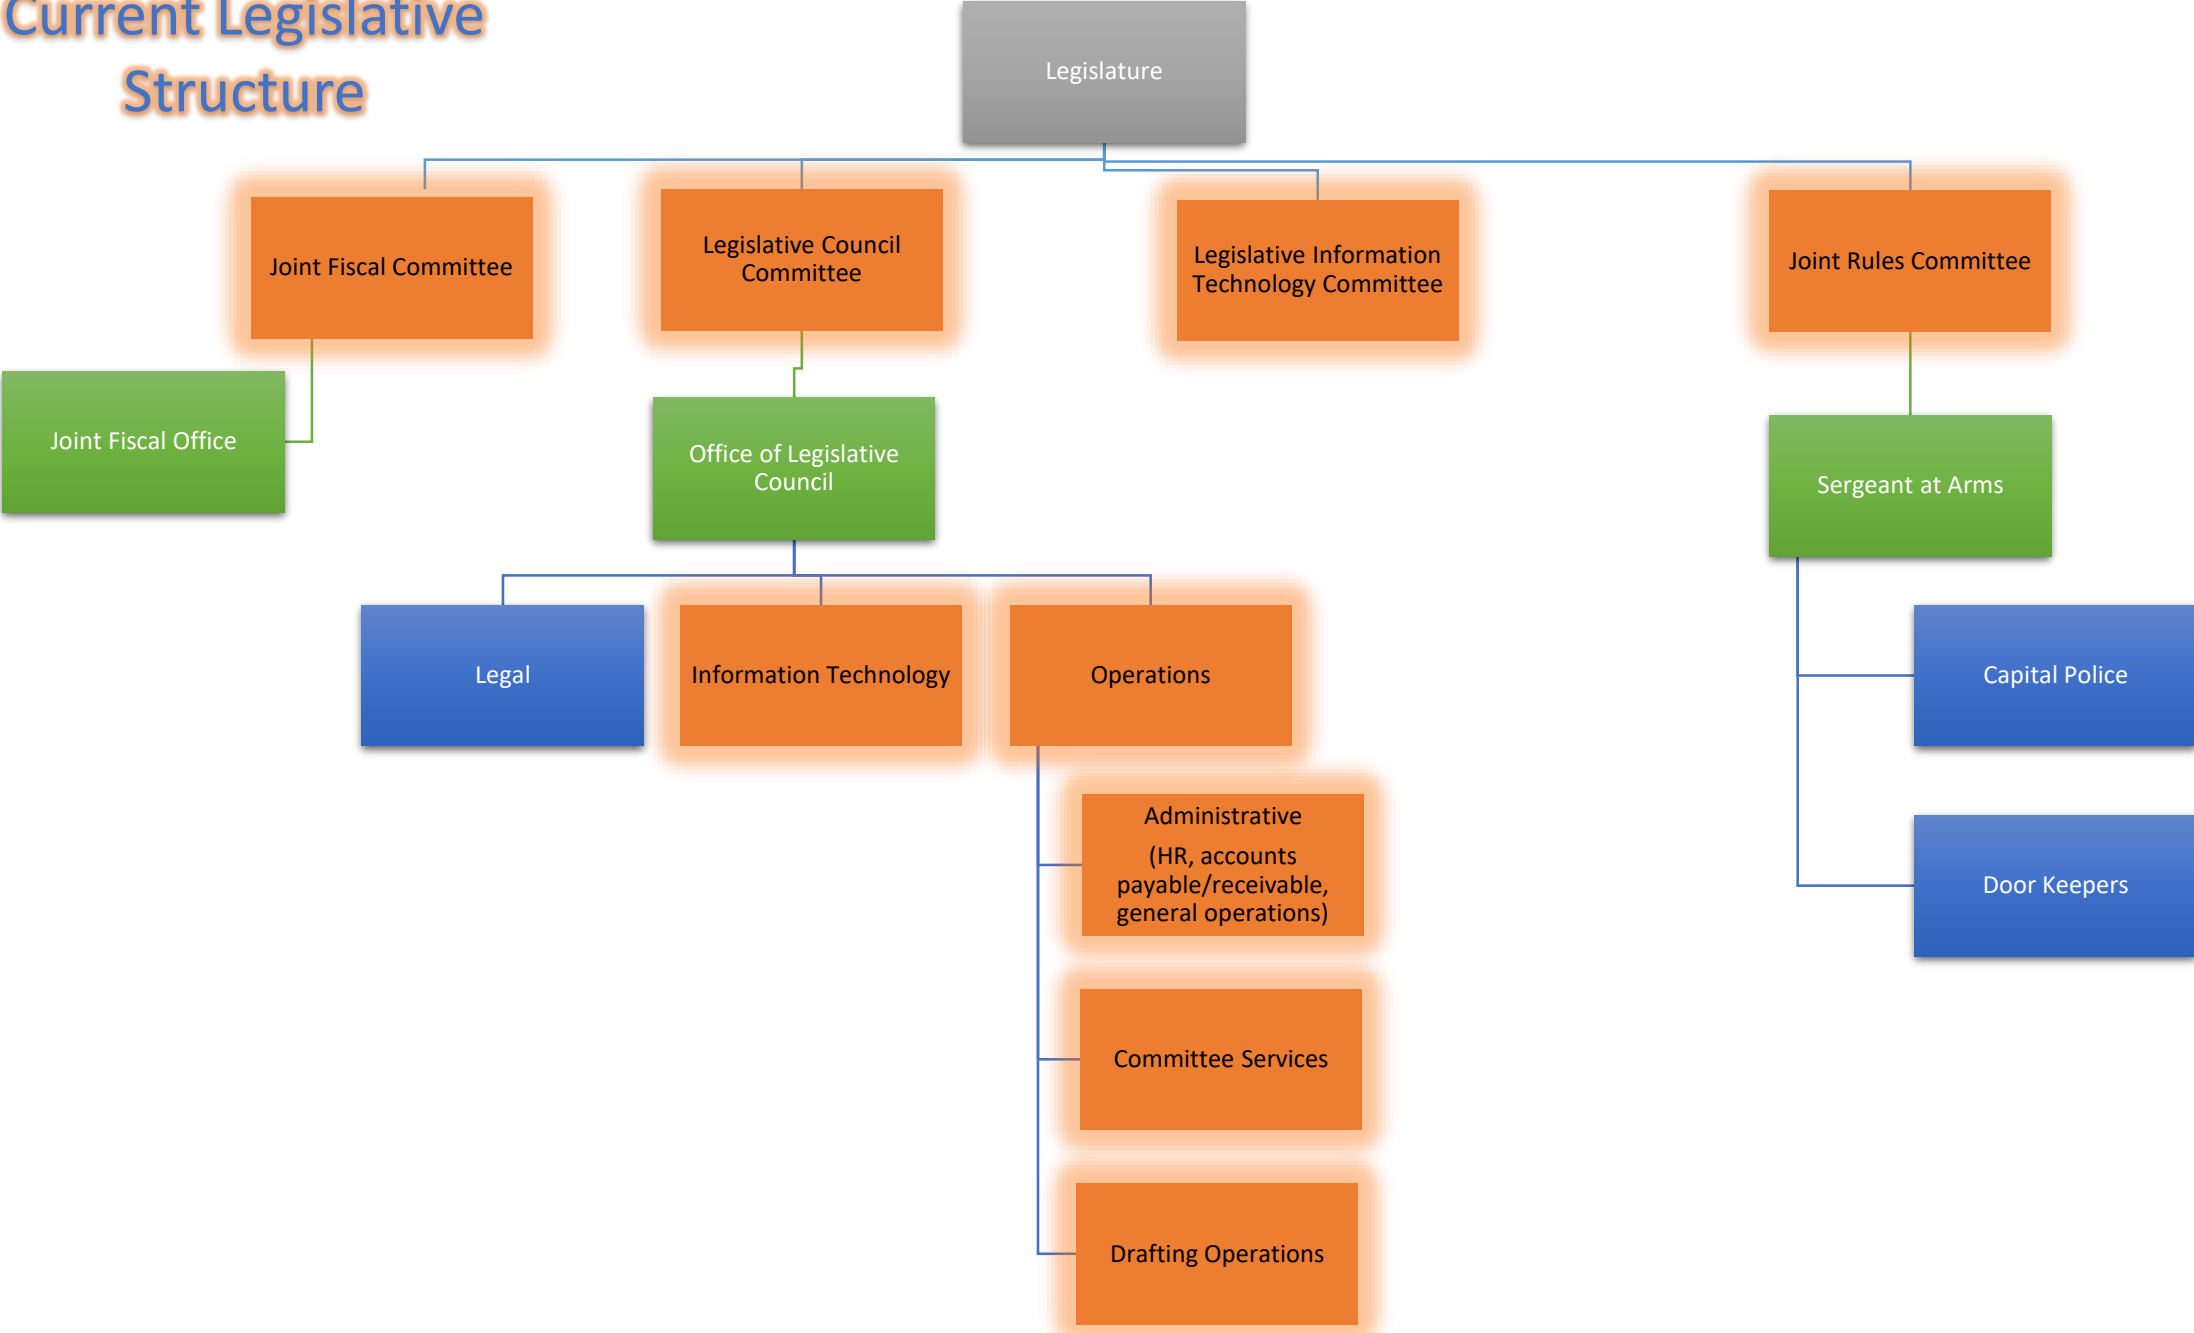 Current Legislative
Structure
Legislature
Joint Fiscal Committee
Legislative Council
Committee
Legislative Information
Technology Committee
Joint Rules Committee
Joint Fiscal Office
Office of Legislative
Council
Sergeant at Arms
Legal
Information Technology
Operations
Capital Police
Administrative
(HR, accounts
payable/receivable,
general operations)
Door Keepers
Committee Services
Drafting Operations